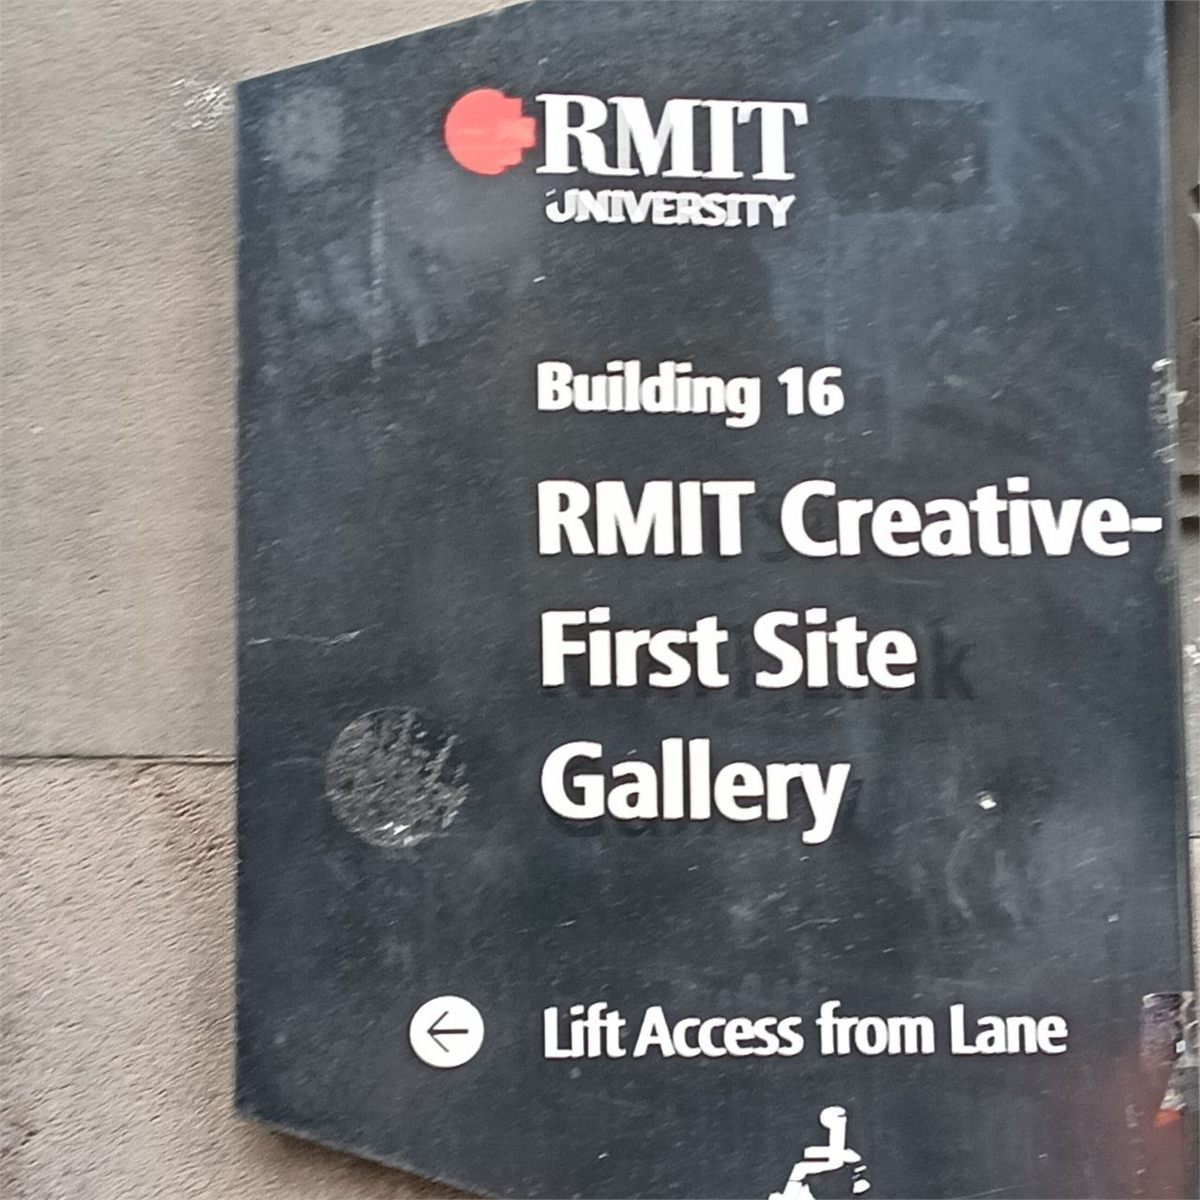 RMIT
UNIVERSITY
Building 16
RMIT Creative-
First Site
Gallery
Lift Access from Lane